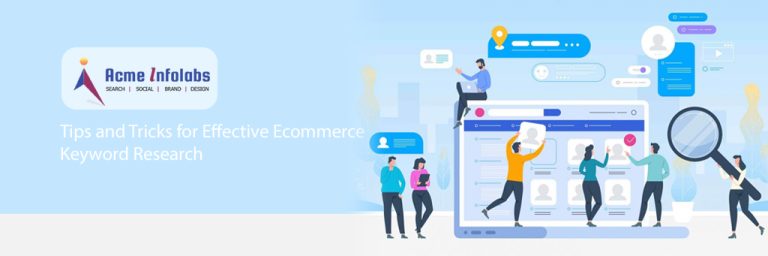 Acme Infolabs
SEARCH | SOCIAL | BRAND | DESIGN
Tips and Tricks for Effective Ecommerce
Keyword Research